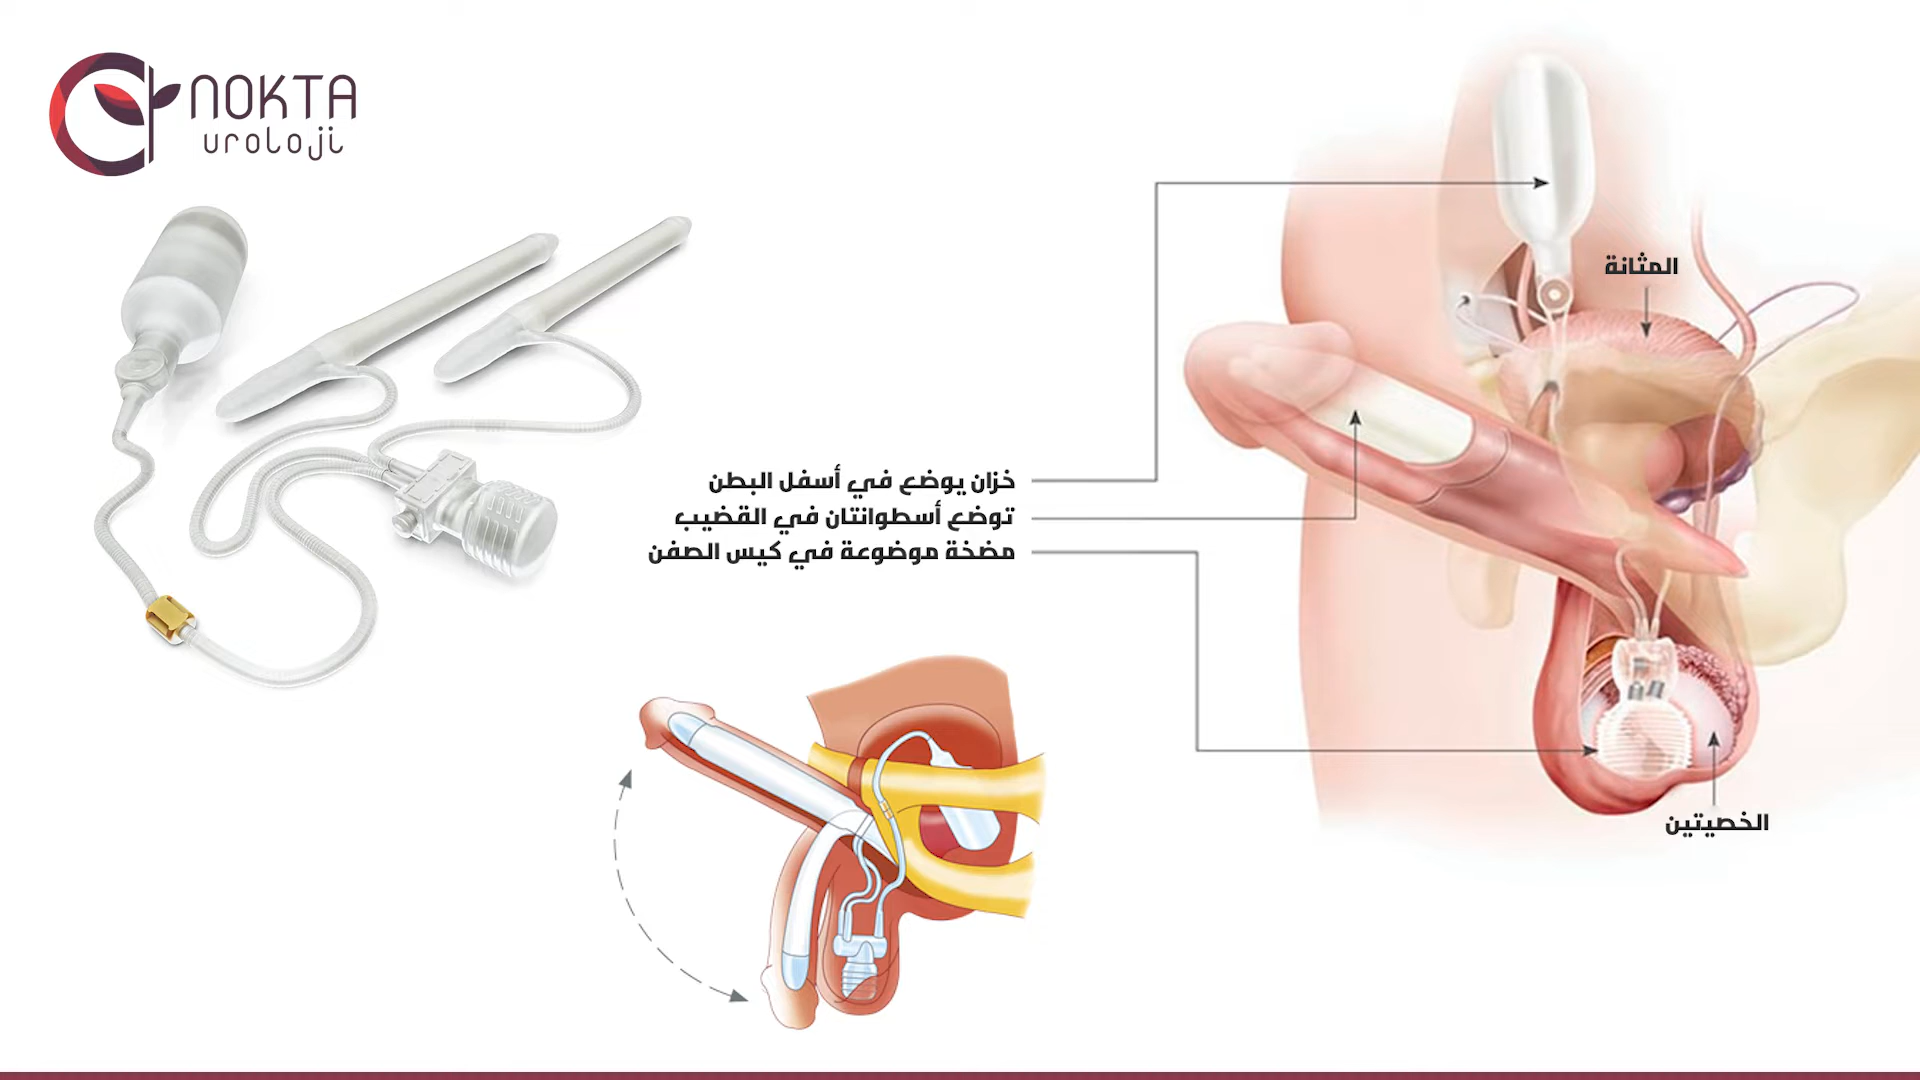 NOKTA
uroloji
المثانة
خزان يوضع في أسفل البطن
توضع أسطوانتان في القضيب
مضخة موضوعة في كيس الصفن
الخصيتين